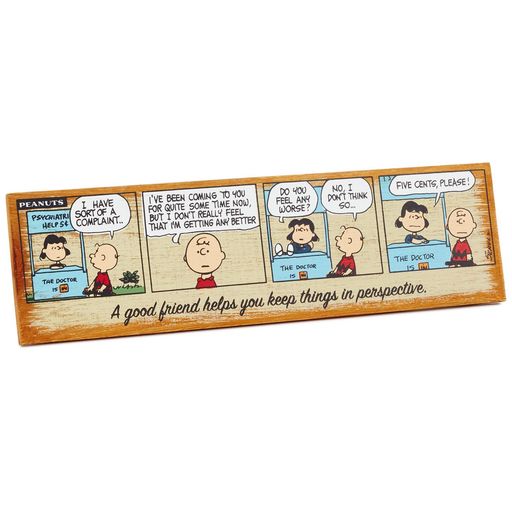 PEANUTS
PSYCHIATRI
HELP 5¢
I HAVE
SORT OF A
COMPLAINT..
THE DOCTOR
IS IN
I'VE BEEN COMING TO YOU
FOR QUITE SOME TIME NOW,
BUT I DON'T REALLY FEEL
THAT I'M GETTING ANY BETTER
DO YOU
FEEL ANY
WORSE?
NO, I
DON'T THINK
SO...
THE DOCTOR
IS IN
FIVE CENTS, PLEASE!
THE DOCTOR
IS IN
A good friend helps you keep things in perspective.